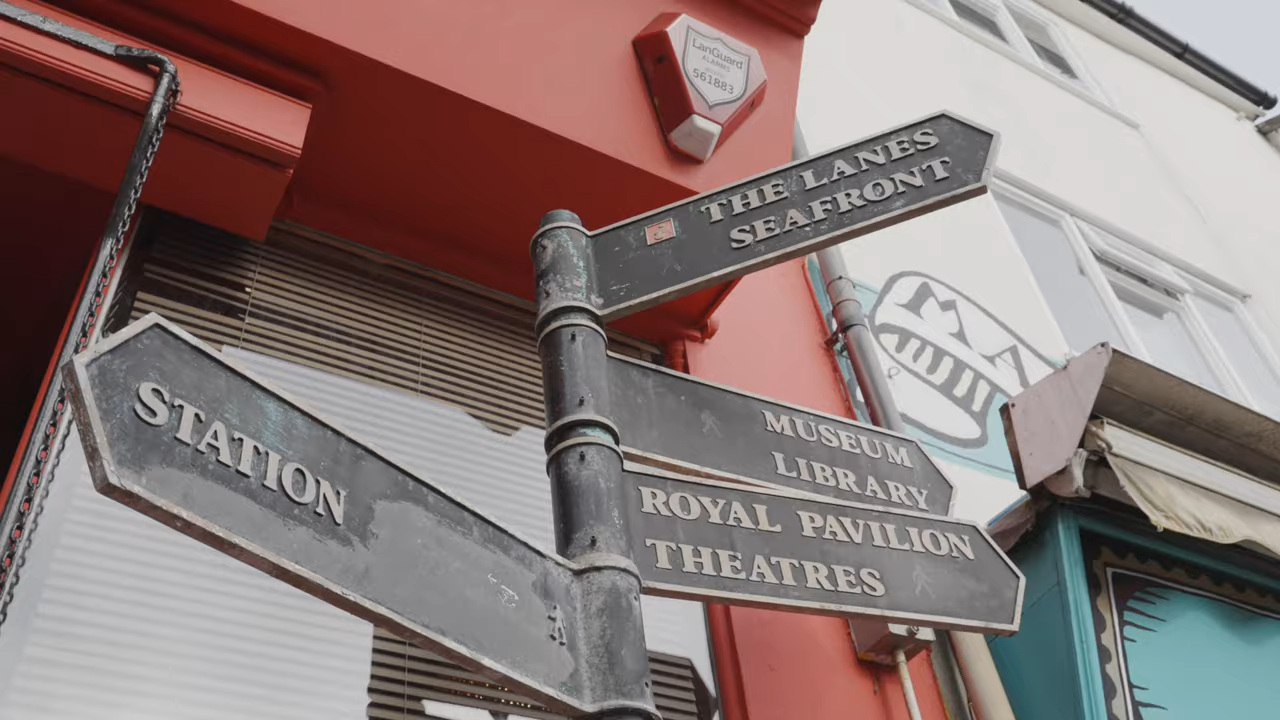 LanGuard
ALARMS
561883
THE LANES
SEAFRONT
MUSEUM
LIBRARY
ROYAL PAVILION
THEATRES
STATION